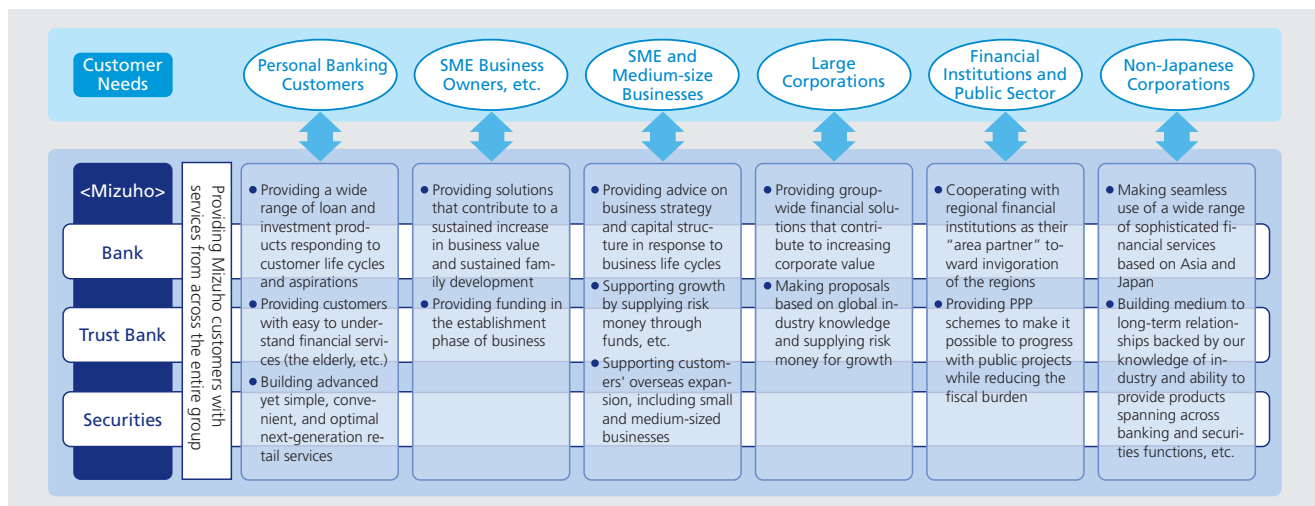 Customer
Needs
Personal Banking
Customers
SME Business
Owners, etc.
SME and
Medium-size
Businesses
Large
Corporations
Financial
Institutions and
Public Sector
Non-Japanese
Corporations
<Mizuho>
Bank
Trust Bank
Securities
Providing Mizuho customers with
services from across the entire group
● Providing a wide
range of loan and
investment prod-
ucts responding to
customer life cycles
and aspirations
● Providing customers
with easy to under-
stand financial servi-
ces (the elderly, etc.)
● Building advanced
yet simple, conve-
nient, and optimal
next-generation re-
tail services
● Providing solutions
that contribute to a
sustained increase
in business value
and sustained fam-
ily development
● Providing funding in
the establishment
phase of business
● Providing advice on
business strategy
and capital struc-
ture in response to
business life cycles
● Supporting growth
by supplying risk
money through
funds, etc.
● Supporting custom-
ers' overseas expan-
sion, including small
and medium-sized
businesses
● Providing group-
wide financial solu-
tions that contri-
bute to increasing
corporate value
● Making proposals
based on global in-
dustry knowledge
and supplying risk
money for growth
● Cooperating with
regional financial
institutions as their
“area partner” to-
ward invigoration
of the regions
● Providing PPP
schemes to make it
possible to progress
with public projects
while reducing the
fiscal burden
● Making seamless
use of a wide range
of sophisticated fi-
nancial services
based on Asia and
Japan
● Building medium to
long-term relation-
ships backed by our
knowledge of in-
dustry and ability to
provide products
spanning across
banking and securi-
ties functions, etc.